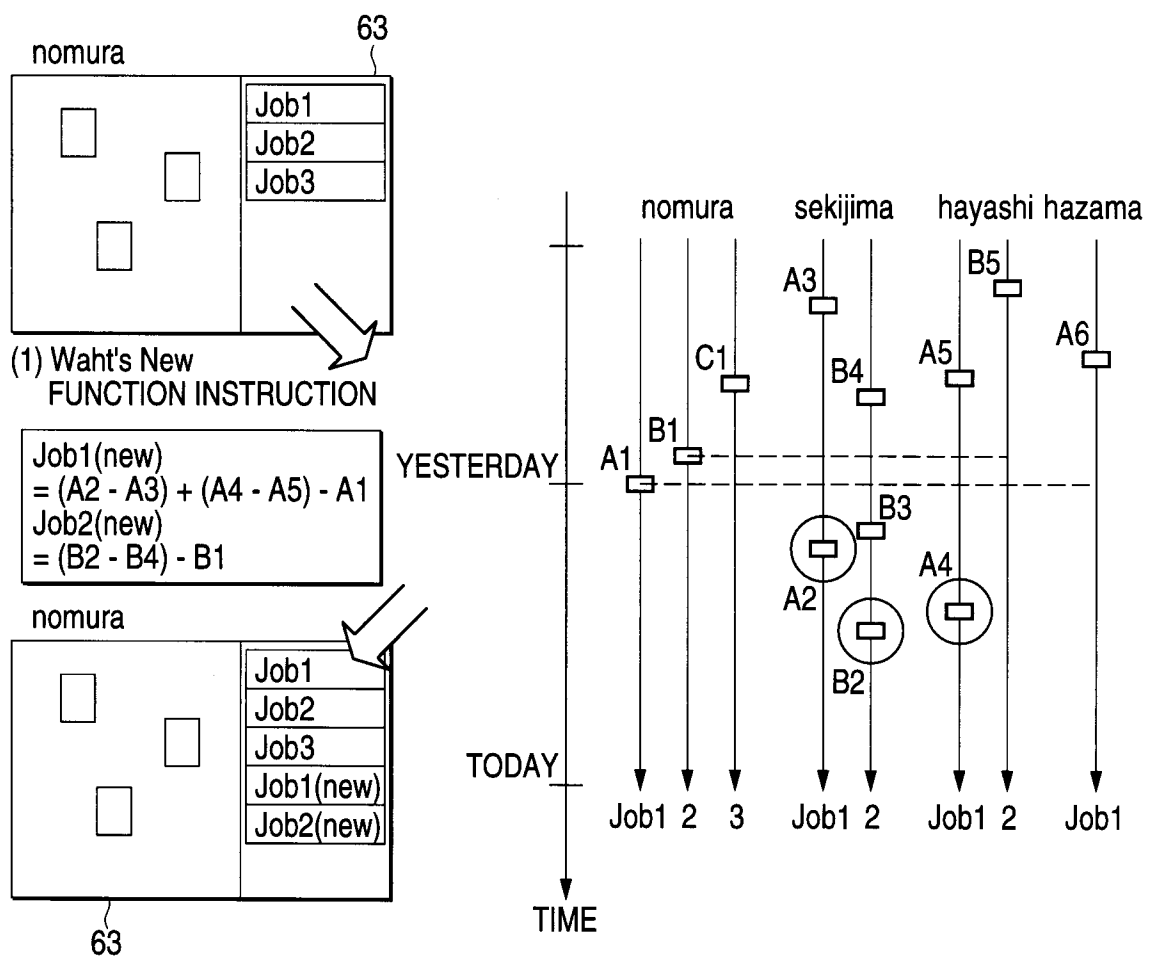 63
nomura
Job1
Job2
Job3
(1) Waht's New
FUNCTION INSTRUCTION
Job1(new)
= (A2 - A3) + (A4 - A5) - A1
Job2(new)
= (B2 - B4) - B1
nomura
Job1
Job2
Job3
Job1(new)
Job2(new)
63
nomura sekijima hayashi hazama
B5
A3
A6
C1
A5
B4
B1
YESTERDAY
A1
B3
A4
A2
B2
TODAY
Job1 2 3 Job1 2 Job1 2 Job1
TIME